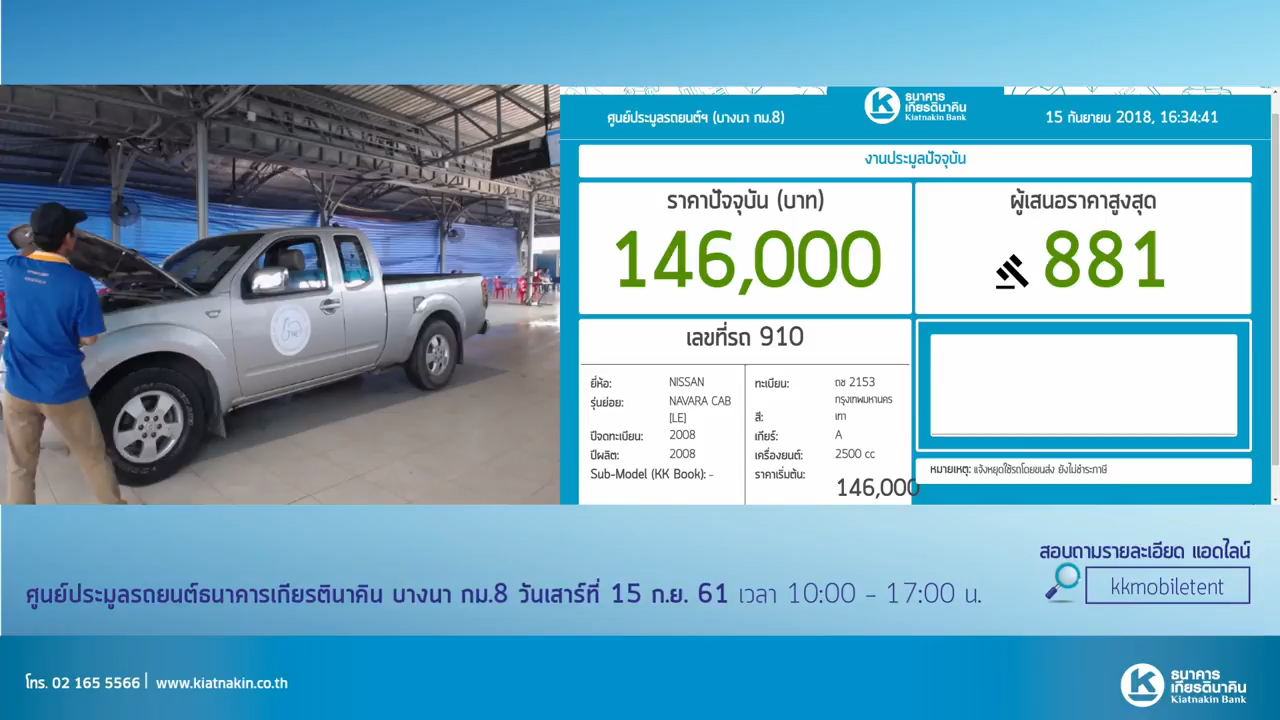 ศูนย์ประมูลรถยนต์ฯ (บางนา กม.8)
ธนาคาร
เกียรตินาคิน
Kiatnakin Bank
15 กันยายน 2018, 16:34:41
งานประมูลปัจจุบัน
ราคาปัจจุบัน (บาท)
146,000
ผู้เสนอราคาสูงสุด
881
เลขที่รถ 910
ยี่ห้อ: NISSAN
รุ่นย่อย: NAVARA CAB
[LE]
ปีจดทะเบียน: 2008
ปีผลิต: 2008
Sub-Model (KK Book): -
ทะเบียน: ถช 2153
กรุงเทพมหานคร
สี: เทา
เกียร์: A
เครื่องยนต์: 2500 cc
ราคาเริ่มต้น:
146,000
หมายเหตุ: แจ้งหยุดใช้รถโดยขนส่ง ยังไม่ชำระภาษี
สอบถามรายละเอียด แอดไลน์
kkmobiletent
ศูนย์ประมูลรถยนต์ธนาคารเกียรตินาคิน บางนา กม.8 วันเสาร์ที่ 15 ก.ย. 61 เวลา 10:00 - 17:00 น.
โทร. 02 165 5566 | www.kiatnakin.co.th
ธนาคาร
เกียรตินาคิน
Kiatnakin Bank